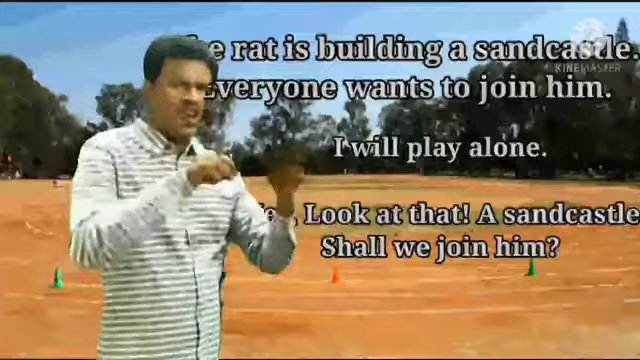 rat is building a sandcastle.
KINEMASTER
Everyone wants to join him.
I will play alone.
Look at that! A sandcastle
Shall we join him?